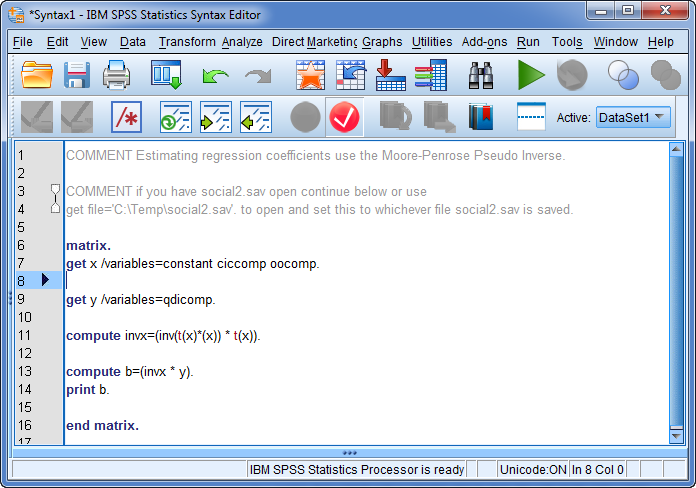 *Syntax1 - IBM SPSS Statistics Syntax Editor
File Edit View Data Transform Analyze Direct Marketing Graphs Utilities Add-ons Run Tools Window Help
/*
Active: DataSet1
1 COMMENT Estimating regression coefficients use the Moore-Penrose Pseudo Inverse.
2
3 COMMENT if you have social2.sav open continue below or use
4 get file='C:\Temp\social2.sav'. to open and set this to whichever file social2.sav is saved.
5
6 matrix.
7 get x /variables=constant ciccomp oocomp.
8
9 get y /variables=qdicomp.
10
11 compute invx=(inv(t(x)*(x)) * t(x)).
12
13 compute b=(invx * y).
14 print b.
15
16 end matrix.
17
IBM SPSS Statistics Processor is ready Unicode:ON In 8 Col 0